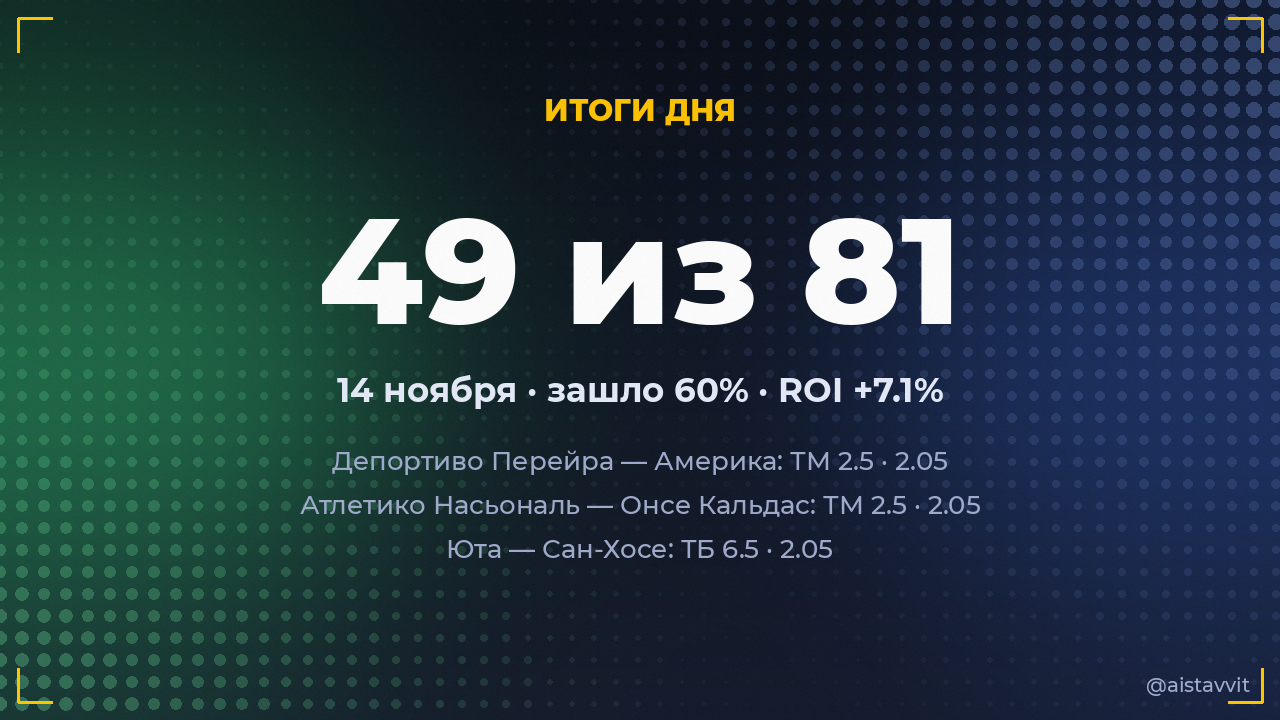 ИТОГИ ДНЯ
49 из 81
14 ноября · зашло 60% · ROI +7.1%
Депортиво Перейра — Америка: ТМ 2.5 · 2.05
Атлетико Насьональ — Онсе Кальдас: ТМ 2.5 · 2.05
Юта — Сан-Хосе: ТБ 6.5 · 2.05
@aistavvit